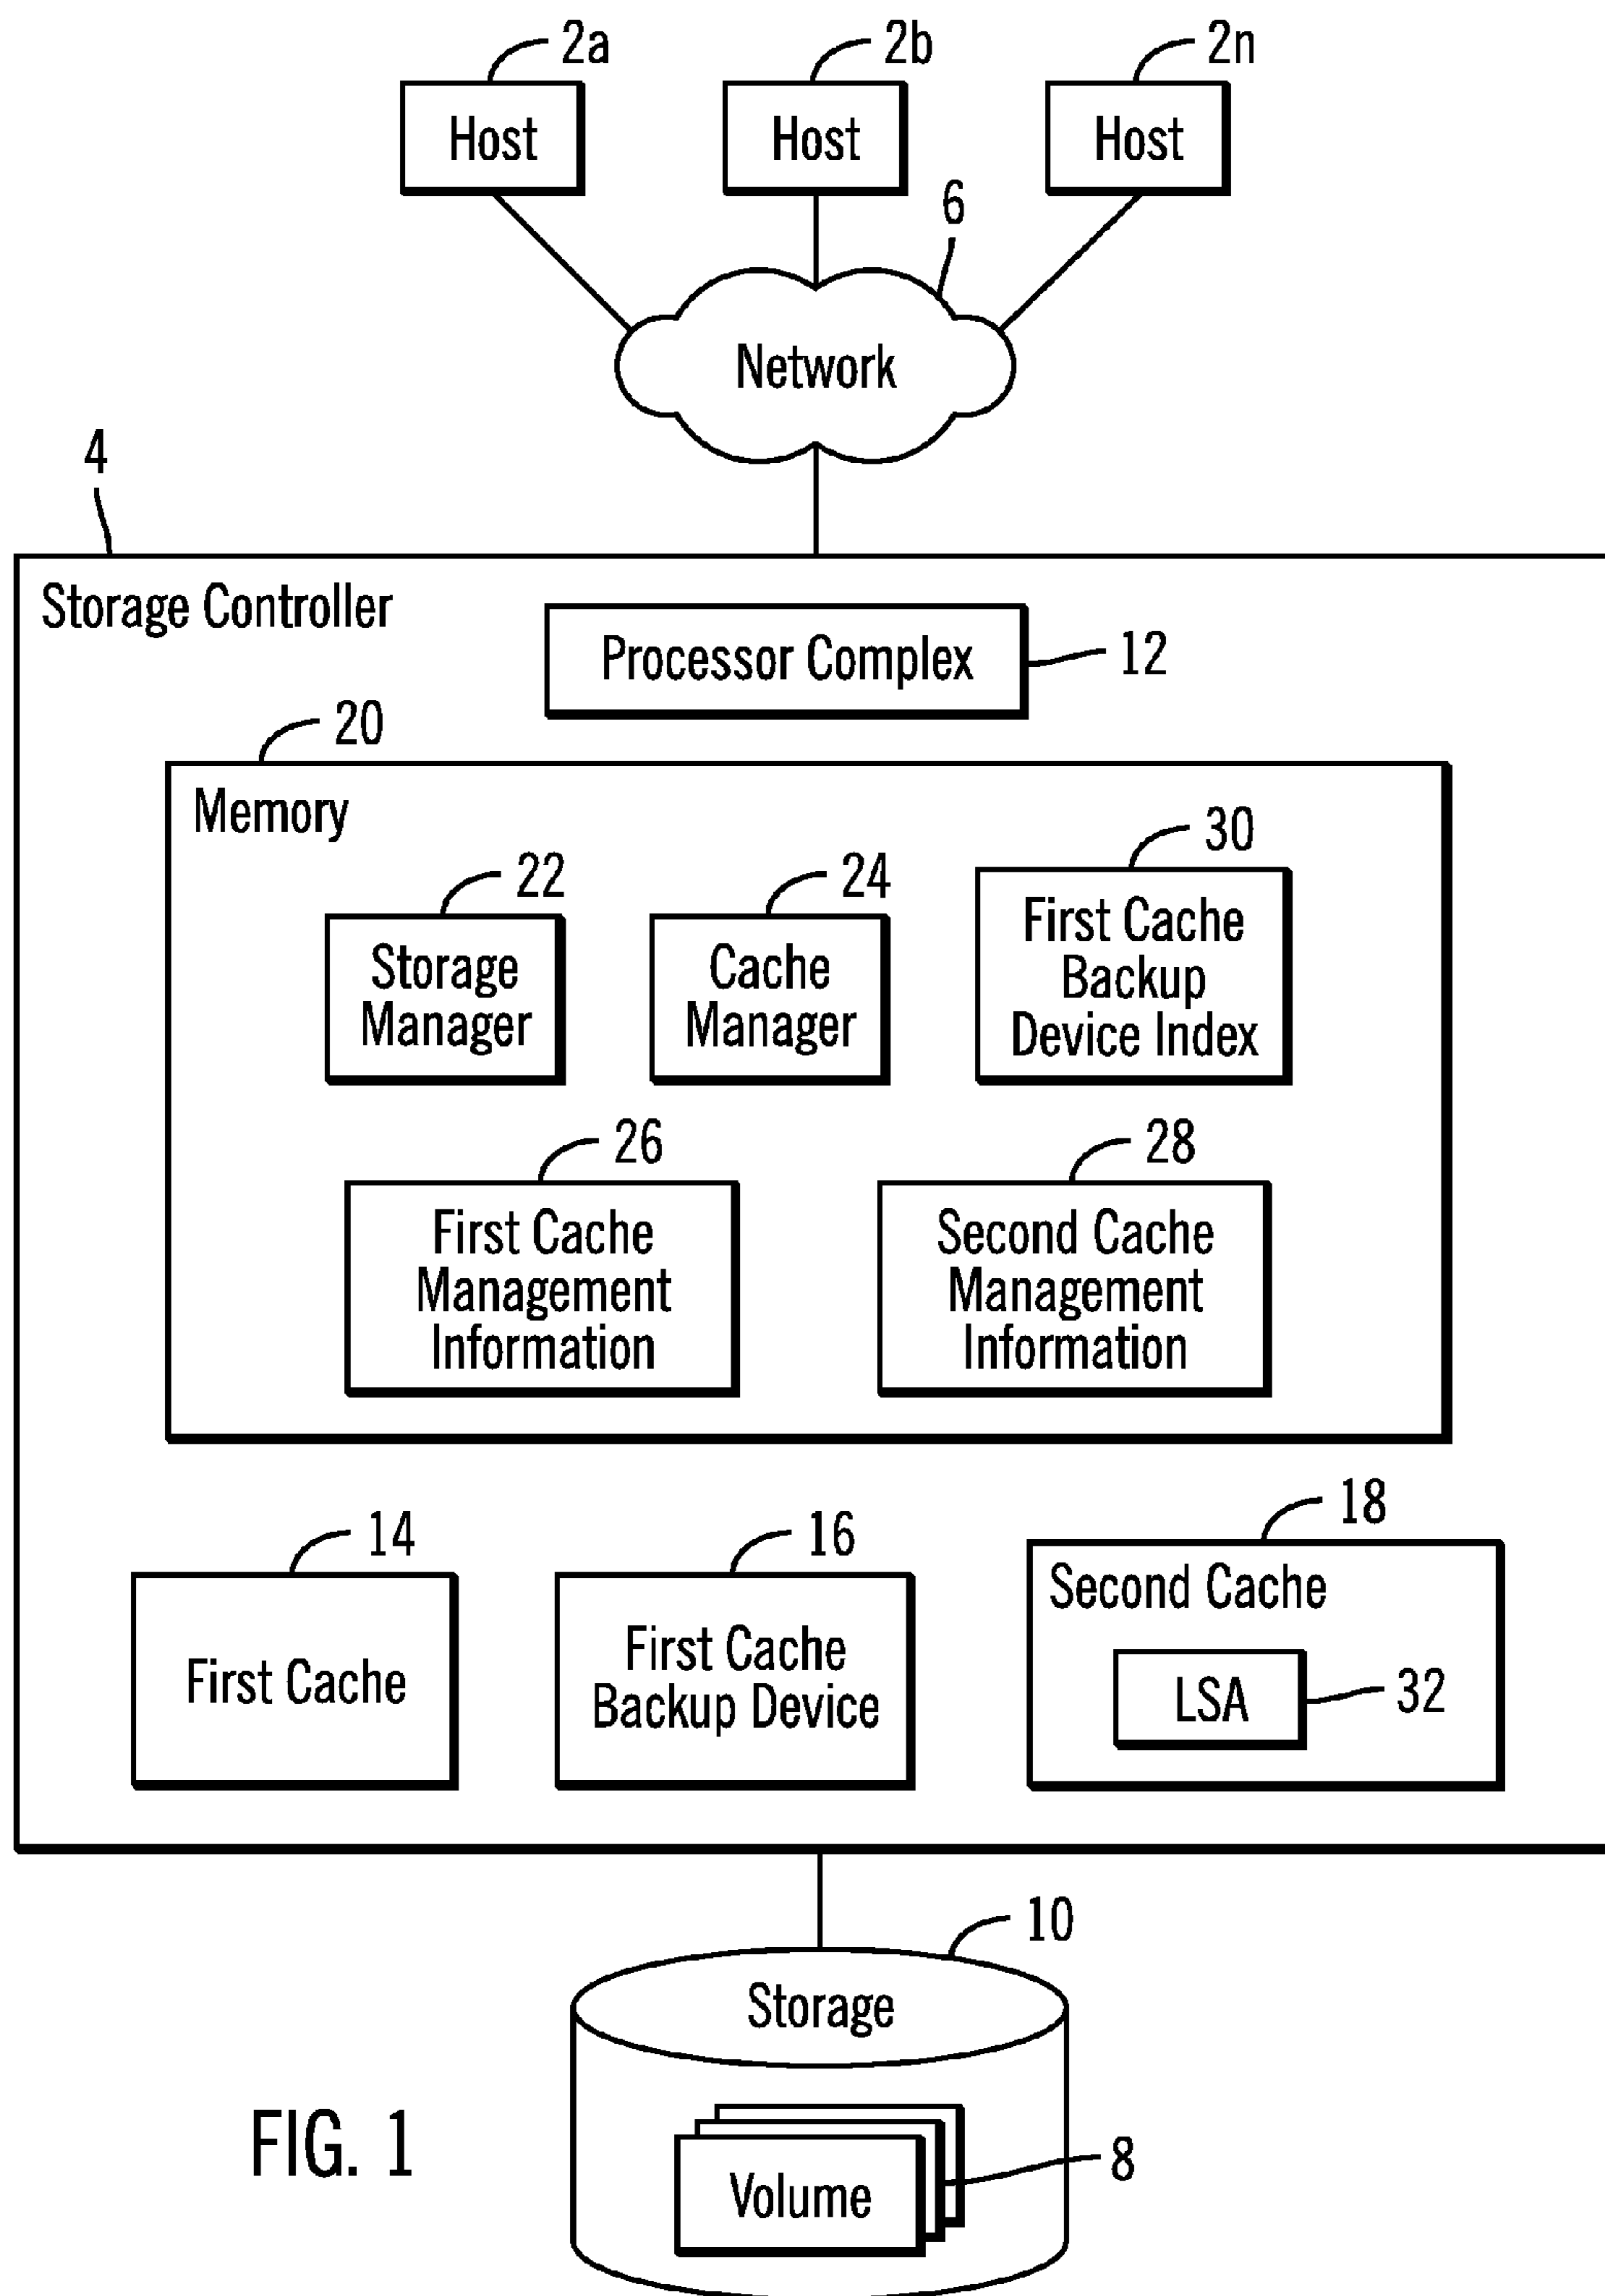 2a
2b
2n
Host
Host
Host
6
Network
4
Storage Controller
Processor Complex
12
20
Memory
22
24
30
Storage
Manager
Cache
Manager
First Cache
Backup
Device Index
26
28
First Cache
Management
Information
Second Cache
Management
Information
14
16
18
First Cache
First Cache
Backup Device
Second Cache
LSA
32
10
Storage
Volume
8
FIG. 1